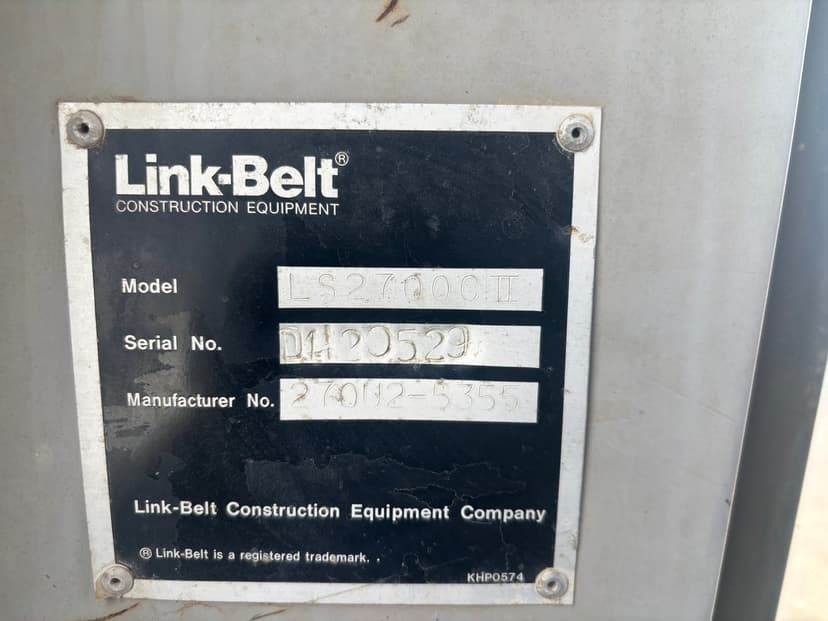 Link-Belt®
CONSTRUCTION EQUIPMENT
Model LS2700CII
Serial No.
Manufacturer No.
Link-Belt Construction Equipment Company
® Link-Belt is a registered trademark.
KHP0574